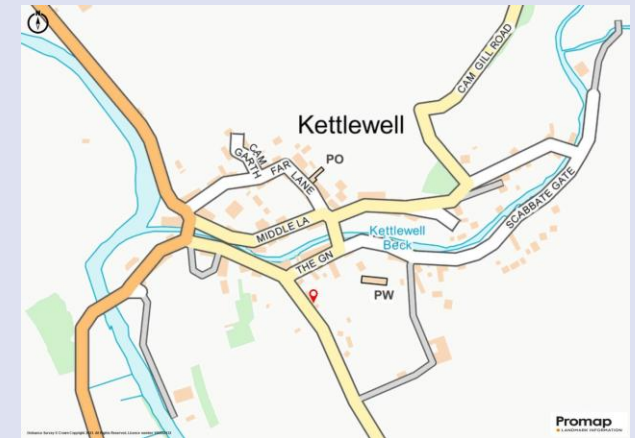 N
CAM GILL ROAD
Kettlewell
PO
CAM
GARTH
FAR
LANE
MIDDLE LA
Kettlewell
Beck
SCABBATE GATE
THE GN
PW
Promap
LANDMARK INFORMATION